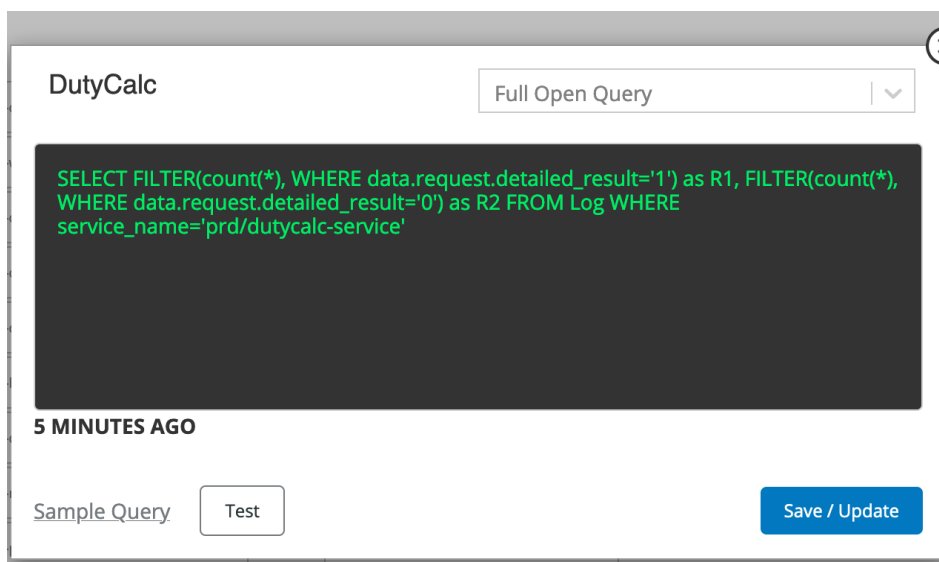 DutyCalc
Full Open Query
SELECT FILTER(count(*), WHERE data.request.detailed_result='1') as R1, FILTER(count(*),
WHERE data.request.detailed_result='0') as R2 FROM Log WHERE
service_name='prd/dutycalc-service'
5 MINUTES AGO
Sample Query
Test
Save / Update